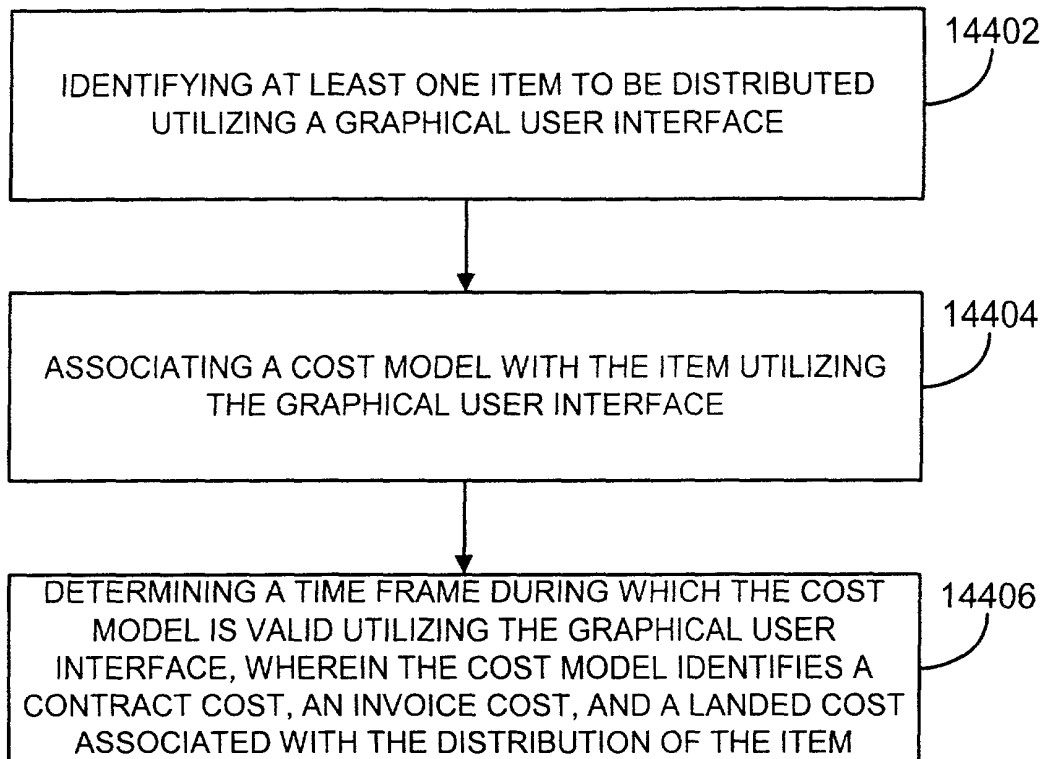 14402
IDENTIFYING AT LEAST ONE ITEM TO BE DISTRIBUTED
UTILIZING A GRAPHICAL USER INTERFACE
14404
ASSOCIATING A COST MODEL WITH THE ITEM UTILIZING
THE GRAPHICAL USER INTERFACE
14406
DETERMINING A TIME FRAME DURING WHICH THE COST
MODEL IS VALID UTILIZING THE GRAPHICAL USER
INTERFACE, WHEREIN THE COST MODEL IDENTIFIES A
CONTRACT COST, AN INVOICE COST, AND A LANDED COST
ASSOCIATED WITH THE DISTRIBUTION OF THE ITEM